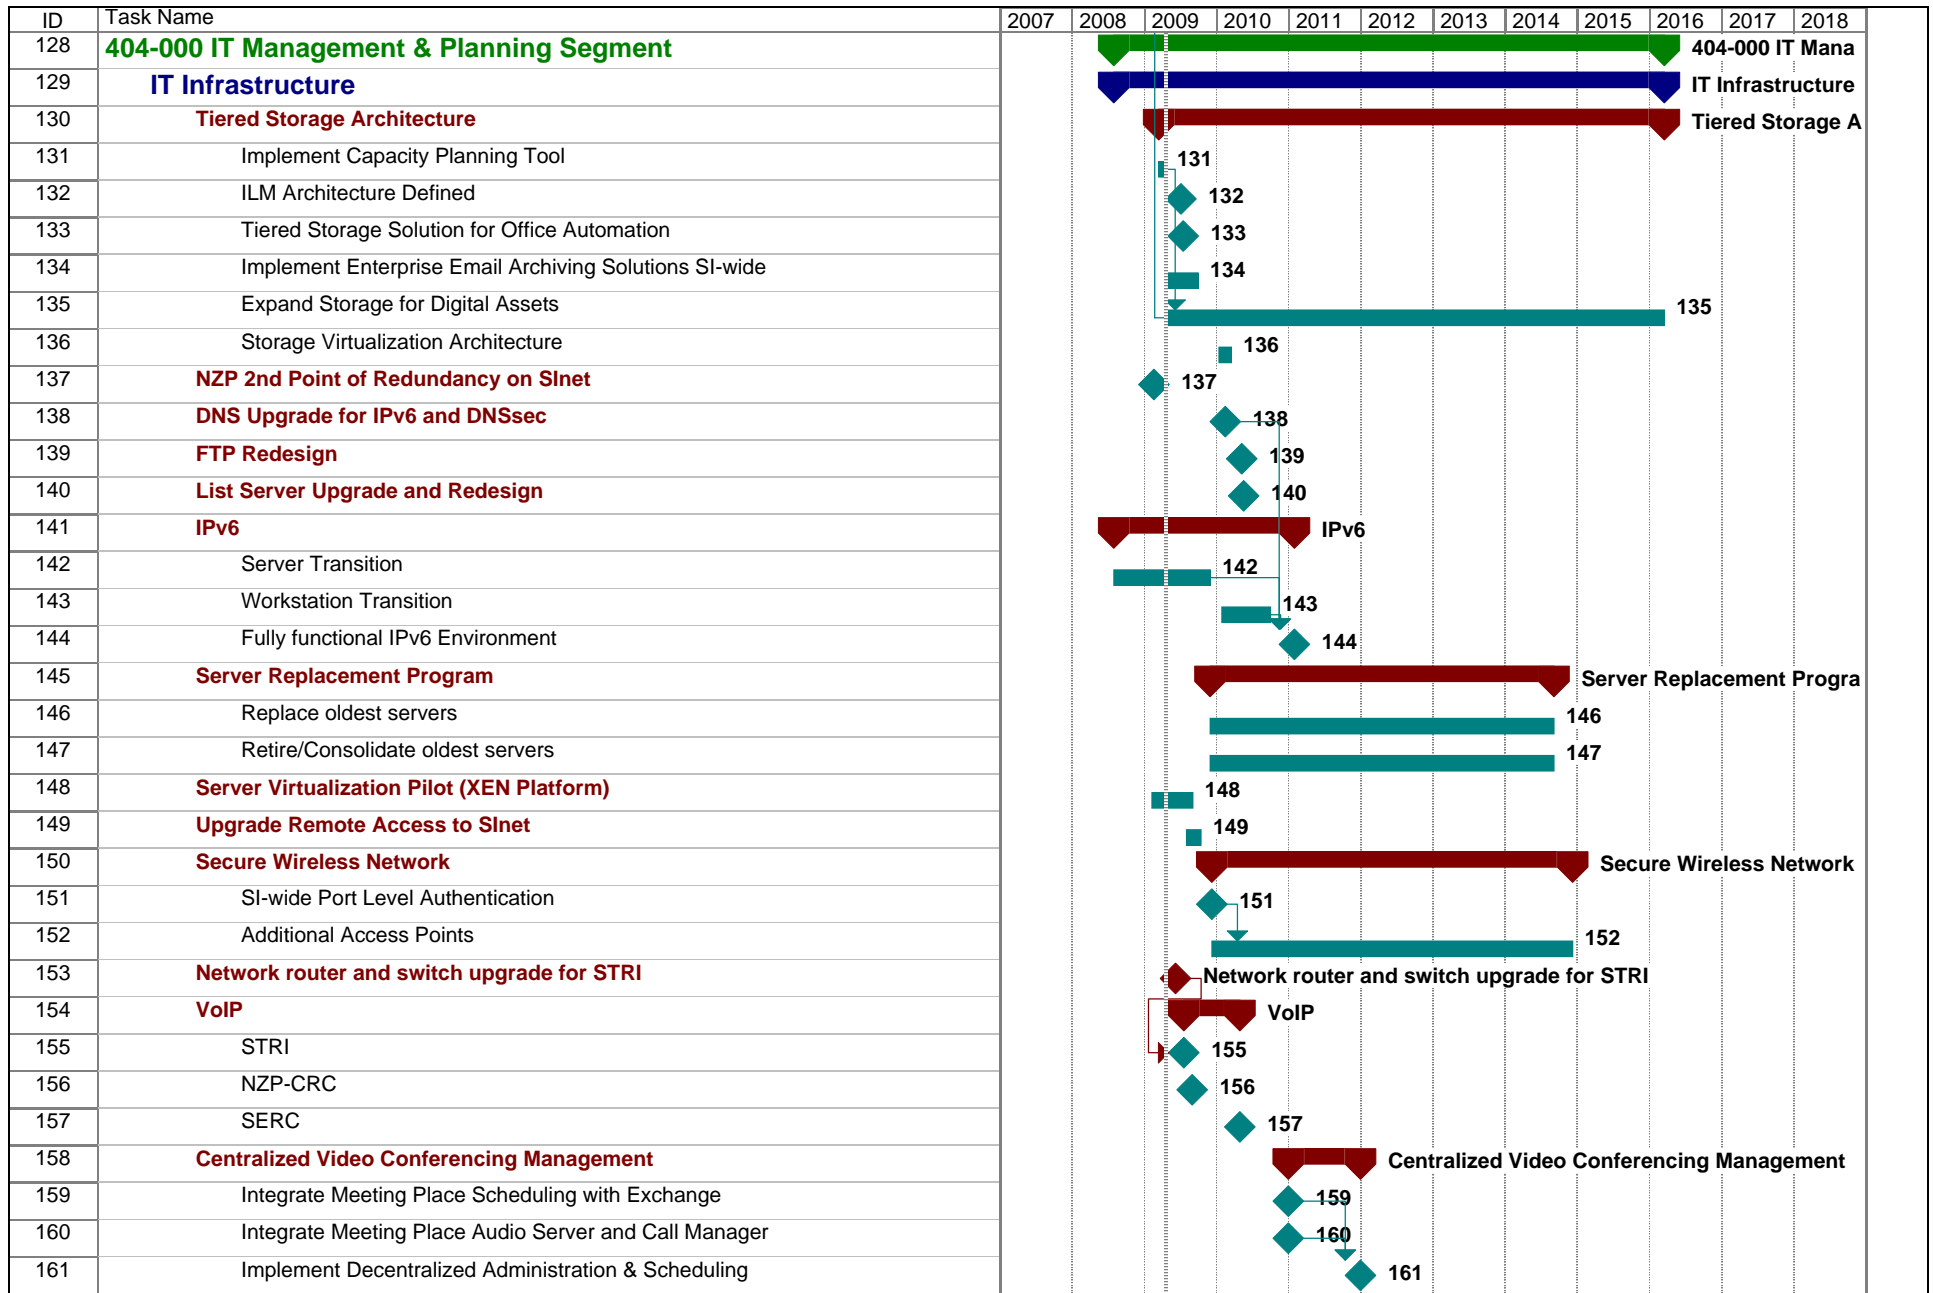 ID Task Name 2007 2008 2009 2010 2011 2012 2013 2014 2015 2016 2017 2018
128 404-000 IT Management & Planning Segment 404-000 IT Mana
129 IT Infrastructure IT Infrastructure
130 Tiered Storage Architecture Tiered Storage A
131 Implement Capacity Planning Tool 131
132 ILM Architecture Defined 132
133 Tiered Storage Solution for Office Automation 133
134 Implement Enterprise Email Archiving Solutions SI-wide 134
135 Expand Storage for Digital Assets 135
136 Storage Virtualization Architecture 136
137 NZP 2nd Point of Redundancy on SInet 137
138 DNS Upgrade for IPv6 and DNSsec 138
139 FTP Redesign 139
140 List Server Upgrade and Redesign 140
141 IPv6 IPv6
142 Server Transition 142
143 Workstation Transition 143
144 Fully functional IPv6 Environment 144
145 Server Replacement Program Server Replacement Progra
146 Replace oldest servers 146
147 Retire/Consolidate oldest servers 147
148 Server Virtualization Pilot (XEN Platform) 148
149 Upgrade Remote Access to SInet 149
150 Secure Wireless Network Secure Wireless Network
151 SI-wide Port Level Authentication 151
152 Additional Access Points 152
153 Network router and switch upgrade for STRI Network router and switch upgrade for STRI
154 VoIP VoIP
155 STRI 155
156 NZP-CRC 156
157 SERC 157
158 Centralized Video Conferencing Management Centralized Video Conferencing Management
159 Integrate Meeting Place Scheduling with Exchange 159
160 Integrate Meeting Place Audio Server and Call Manager 160
161 Implement Decentralized Administration & Scheduling 161